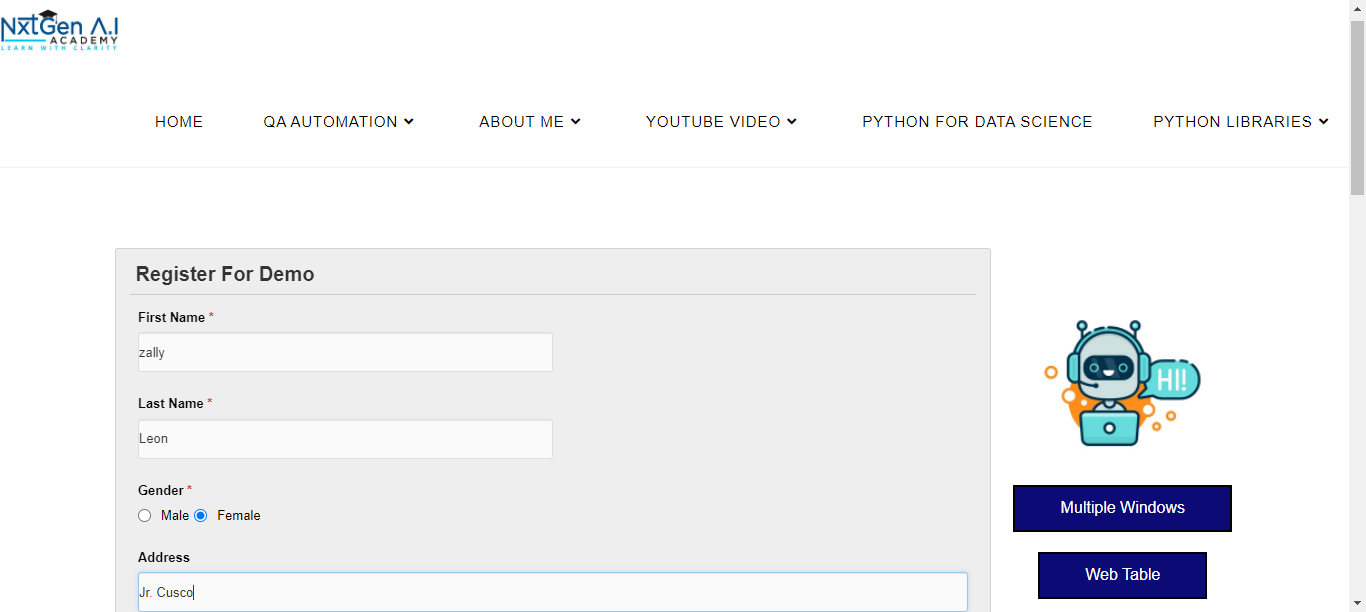 NxtGen A.I
ACADEMY
LEARN WITH CLARITY
HOME QA AUTOMATION ABOUT ME YOUTUBE VIDEO PYTHON FOR DATA SCIENCE PYTHON LIBRARIES
Register For Demo
First Name *
zally
Last Name *
Leon
Gender *
Male Female
Address
Jr. Cusco
HI!
Multiple Windows
Web Table